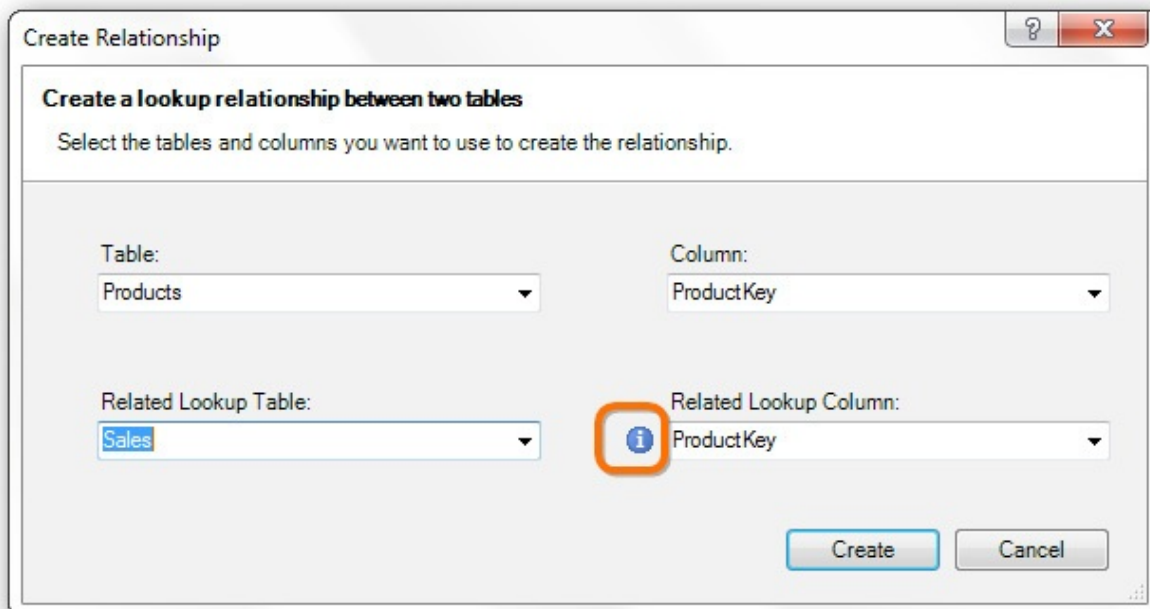 Create Relationship
?
X
Create a lookup relationship between two tables
Select the tables and columns you want to use to create the relationship.
Table:
Column:
Products
ProductKey
Related Lookup Table:
Related Lookup Column:
Sales
i
ProductKey
Create
Cancel